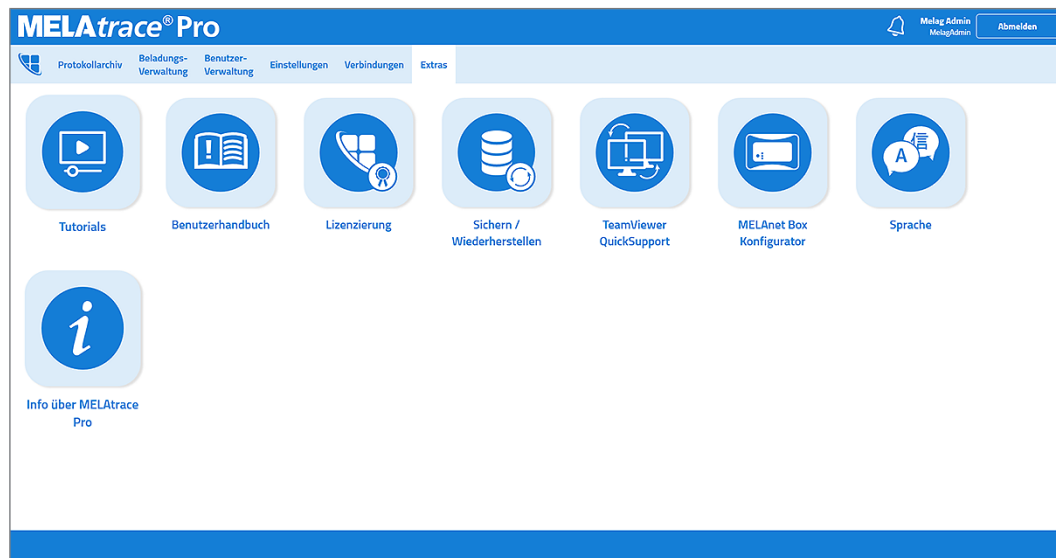 MELAtrace® Pro
Melag Admin
MelagAdmin
Abmelden
Protokollarchiv
Beladungs-
Verwaltung
Benutzer-
Verwaltung
Einstellungen
Verbindungen
Extras
Tutorials
Benutzerhandbuch
Lizenzierung
Sichern /
Wiederherstellen
TeamViewer
QuickSupport
MELAnet Box
Konfigurator
A
Sprache
Info über MELAtrace
Pro